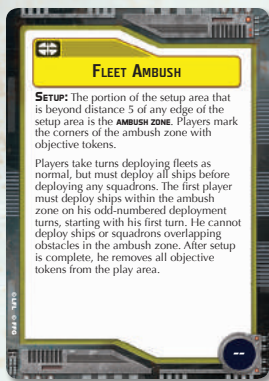 FLEET AMBUSH
SETUP: The portion of the setup area that
is beyond distance 5 of any edge of the
setup area is the AMBUSH ZONE. Players mark
the corners of the ambush zone with
objective tokens.
Players take turns deploying fleets as
normal, but must deploy all ships before
deploying any squadrons. The first player
must deploy ships within the ambush
zone on his odd-numbered deployment
turns, starting with his first turn. He cannot
deploy ships or squadrons overlapping
obstacles in the ambush zone. After setup
is complete, he removes all objective
tokens from the play area.
©LFL ©FFG
--